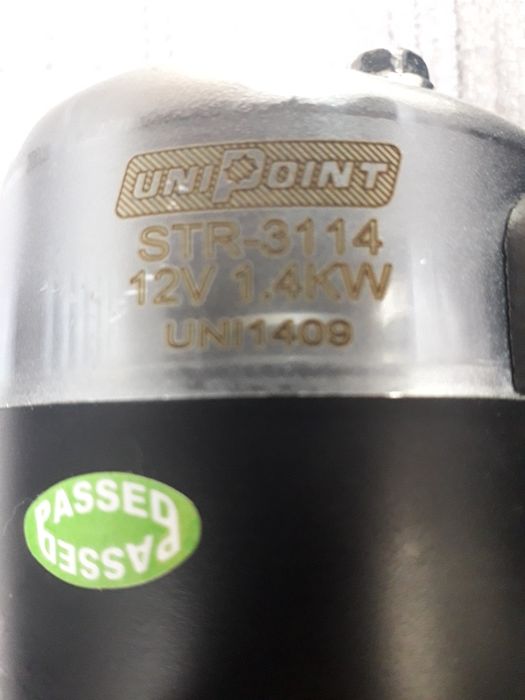 UNIPOINT
STR-3114
12V 1.4KW
UNI1409
PASSED
PASSED